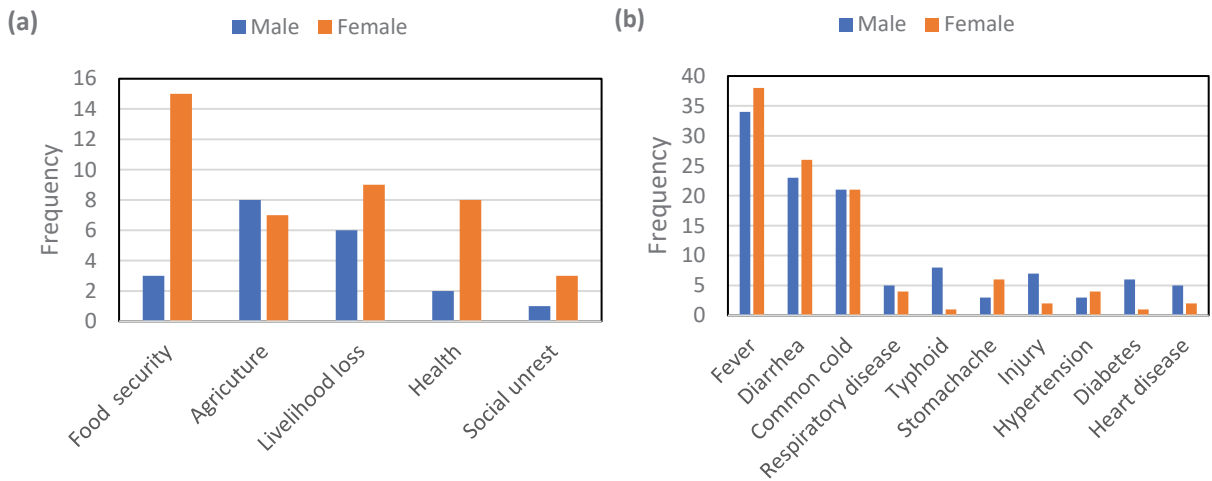 (a)
Male Female
Frequency
16
14
12
10
8
6
4
2
0
Food security
Agricuture
Livelihood loss
Health
Social unrest
(b)
Male Female
Frequency
40
35
30
25
20
15
10
5
0
Fever
Diarrhea
Common cold
Respiratory disease
Typhoid
Stomachache
Injury
Hypertension
Diabetes
Heart disease